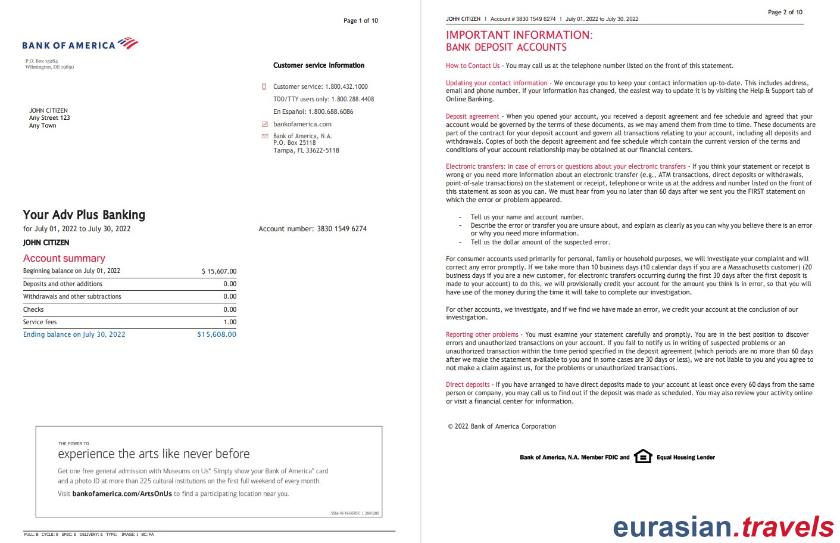 Page 1 of 10
BANK OF AMERICA
P.O. Box 15284
Wilmington, DE 19850
Customer service information
Customer service: 1.800.432.1000
TDD/TTY users only: 1.800.288.4408
En Español: 1.800.688.6086
bankofamerica.com
Bank of America, N.A.
P.O. Box 25118
Tampa, FL 33622-5118
JOHN CITIZEN
Any Street 123
Any Town
Your Adv Plus Banking
for July 01, 2022 to July 30, 2022
Account number: 3830 1549 6274
JOHN CITIZEN
Account summary
Beginning balance on July 01, 2022 $ 15,607.00
Deposits and other additions 0.00
Withdrawals and other subtractions 0.00
Checks 0.00
Service fees 1.00
Ending balance on July 30, 2022 $15,608.00
THE POWER TO
experience the arts like never before
Get one free general admission with Museums on Us®. Simply show your Bank of America® card
and a photo ID at more than 225 cultural institutions on the first full weekend of every month.
Visit bankofamerica.com/ArtsOnUs to find a participating location near you.
Page 2 of 10
JOHN CITIZEN | Account # 3830 1549 6274 | July 01, 2022 to July 30, 2022
IMPORTANT INFORMATION:
BANK DEPOSIT ACCOUNTS
How to Contact Us - You may call us at the telephone number listed on the front of this statement.
Updating your contact information - We encourage you to keep your contact information up-to-date. This includes address,
email and phone number. If your information has changed, the easiest way to update it is by visiting the Help & Support tab of
Online Banking.
Deposit agreement - When you opened your account, you received a deposit agreement and fee schedule and agreed that your
account would be governed by the terms of these documents, as we may amend them from time to time. These documents are
part of the contract for your deposit account and govern all transactions relating to your account, including all deposits and
withdrawals. Copies of both the deposit agreement and fee schedule which contain the current version of the terms and
conditions of your account relationship may be obtained at our financial centers.
Electronic transfers: In case of errors or questions about your electronic transfers - If you think your statement or receipt is
wrong or you need more information about an electronic transfer (e.g., ATM transactions, direct deposits or withdrawals,
point-of-sale transactions) on the statement or receipt, telephone or write us at the address and number listed on the front of
this statement as soon as you can. We must hear from you no later than 60 days after we sent you the FIRST statement on
which the error or problem appeared.
- Tell us your name and account number.
- Describe the error or transfer you are unsure about, and explain as clearly as you can why you believe there is an error
or why you need more information.
- Tell us the dollar amount of the suspected error.
For consumer accounts used primarily for personal, family or household purposes, we will investigate your complaint and will
correct any error promptly. If we take more than 10 business days (10 calendar days if you are a Massachusetts customer) (20
business days if you are a new customer, for electronic transfers occurring during the first 30 days after the first deposit is
made to your account) to do this, we will provisionally credit your account for the amount you think is in error, so that you will
have use of the money during the time it will take to complete our investigation.
For other accounts, we investigate, and if we find we have made an error, we credit your account at the conclusion of our
investigation.
Reporting other problems - You must examine your statement carefully and promptly. You are in the best position to discover
errors and unauthorized transactions on your account. If you fail to notify us in writing of suspected problems or an
unauthorized transaction within the time period specified in the deposit agreement (which periods are no more than 60 days
after we make the statement available to you and in some cases are 30 days or less), we are not liable to you and you agree to
not make a claim against us, for the problems or unauthorized transactions.
Direct deposits - If you have arranged to have direct deposits made to your account at least once every 60 days from the same
person or company, you may call us to find out if the deposit was made as scheduled. You may also review your activity online
or visit a financial center for information.
© 2022 Bank of America Corporation
Bank of America, N.A. Member FDIC and Equal Housing Lender
eurasian.travels